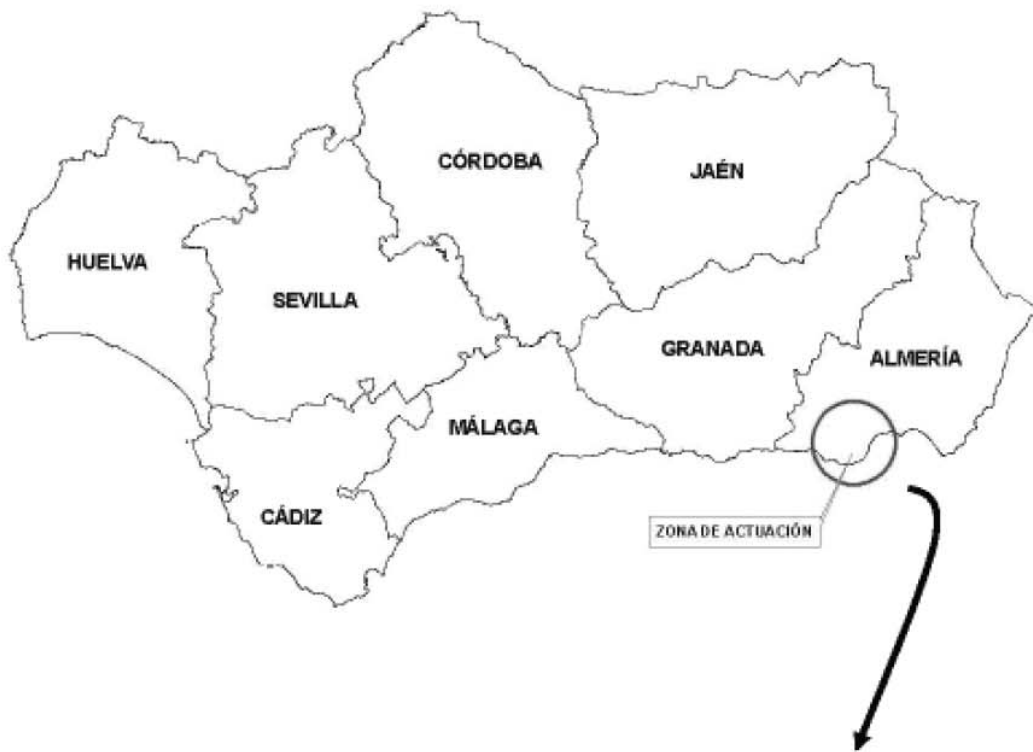 CÓRDOBA
JAÉN
HUELVA
SEVILLA
GRANADA
ALMERÍA
MÁLAGA
CÁDIZ
ZONA DE ACTUACIÓN